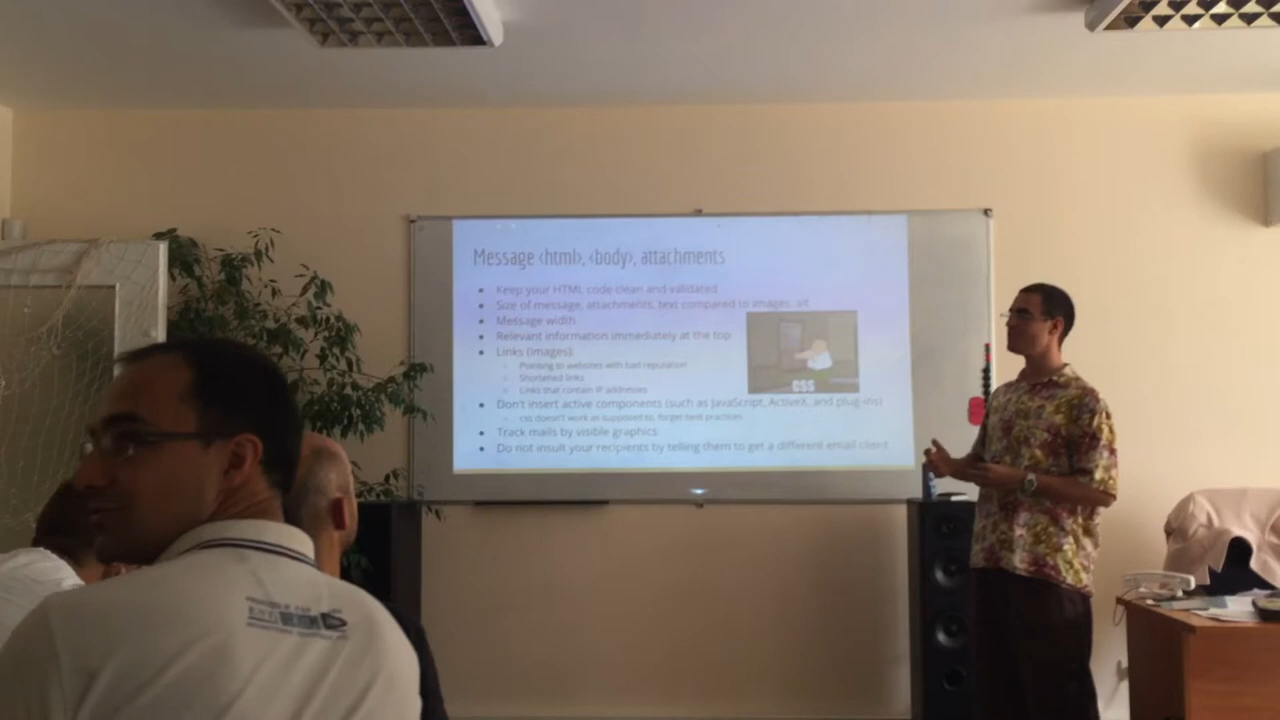 Message <html>, <body>, attachments
Keep your HTML code clean and validated
Size of message, attachments, text compared to images, alt
Message width
Relevant information immediately at the top
Links (images):
Pointing to websites with bad reputation
Shortened links
Links that contain IP addresses
Don't insert active components (such as JavaScript, ActiveX, and plug-ins)
css doesn't work as supposed to, forget best practices
Track mails by visible graphics
Do not insult your recipients by telling them to get a different email client
CSS